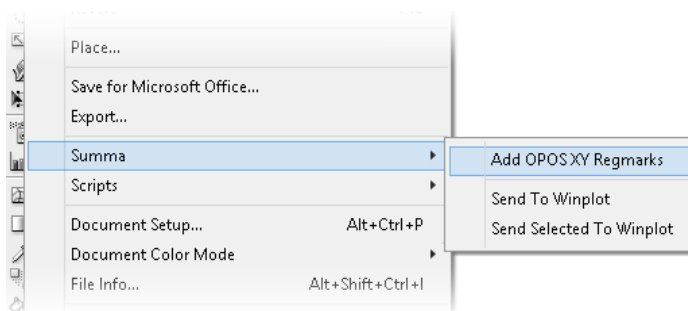 Place...
Save for Microsoft Office...
Export...
Summa
Add OPOS XY Regmarks
Scripts
Send To Winplot
Send Selected To Winplot
Document Setup... Alt+Ctrl+P
Document Color Mode
File Info... Alt+Shift+Ctrl+I